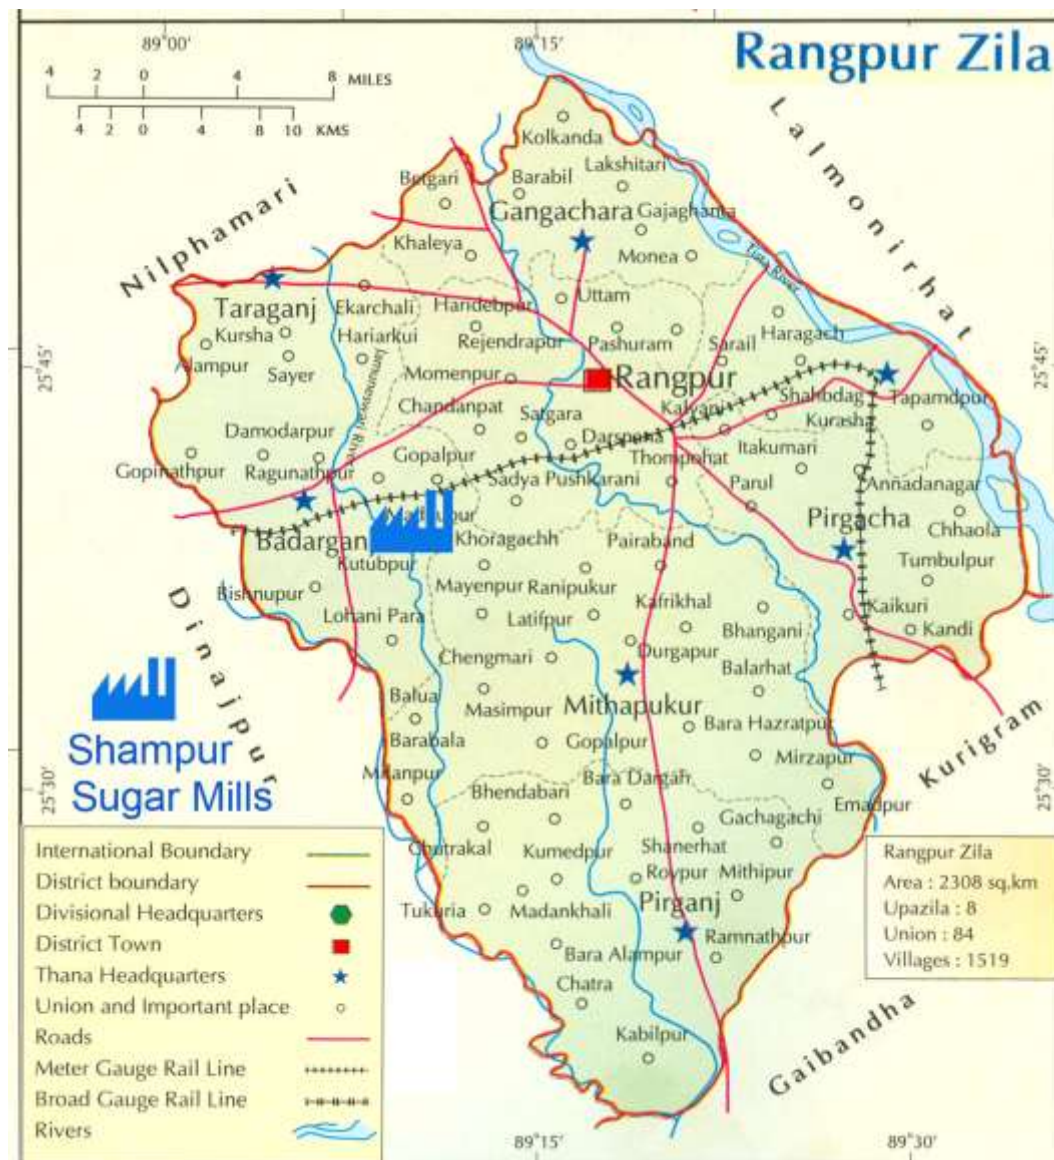 89°00'
89°15'
Rangpur Zila
4 2 0 4 8 MILES
4 2 0 4 8 10 KMS
Lalmonirhat
Nilphamari
Kolkanda
Lakshitari
Betgari
Barabil
Gangachara
Gajaghanta
Khaleya
Monea
Tista River
Taraganj
Ekarchali
Haridebpur
Uttam
Kursha
Hariarkui
Rejendrapur
Pashuram
Sarail
Haragach
25°45'
Alampur
Sayer
Jamuneswari River
Momenpur
Rangpur
25°45'
Shahbdag
Tapamdpur
Chandanpat
Satgara
Kalyani
Kurasha
Damodarpur
Darspona
Itakumari
Gopinathpur
Ragunathpur
Gopalpur
Thompohat
Sadya Pushkarani
Parul
Annadanagar
Pirgacha
Chhaola
Badarganj
Khoragachh
Pairaband
Tumbulpur
Kutubpur
Bishnupur
Mayenpur
Ranipukur
Kafrikhal
Kaikuri
Lohani Para
Latifpur
Bhangani
Kandi
Dinajpur
Chengmari
Durgapur
Balarhat
Balua
Masimpur
Mithapukur
Bara Hazratpur
Shampur
Sugar Mills
Barabala
Gopalpur
Mirzapur
Kurigram
Milanpur
Bara Dargah
25°30'
Bhendabari
Emadpur
25°30'
Gachagachi
Chutrakal
Kumedpur
Shanerhat
Roypur
Mithipur
Tukuria
Madankhali
Pirganj
Ramnathpur
Bara Alampur
Chatra
Kabilpur
Gaibandha
International Boundary
District boundary
Divisional Headquarters
District Town
Thana Headquarters
Union and Important place
Roads
Meter Gauge Rail Line
Broad Gauge Rail Line
Rivers
Rangpur Zila
Area : 2308 sq,km
Upazila : 8
Union : 84
Villages : 1519
89°15'
89°30'